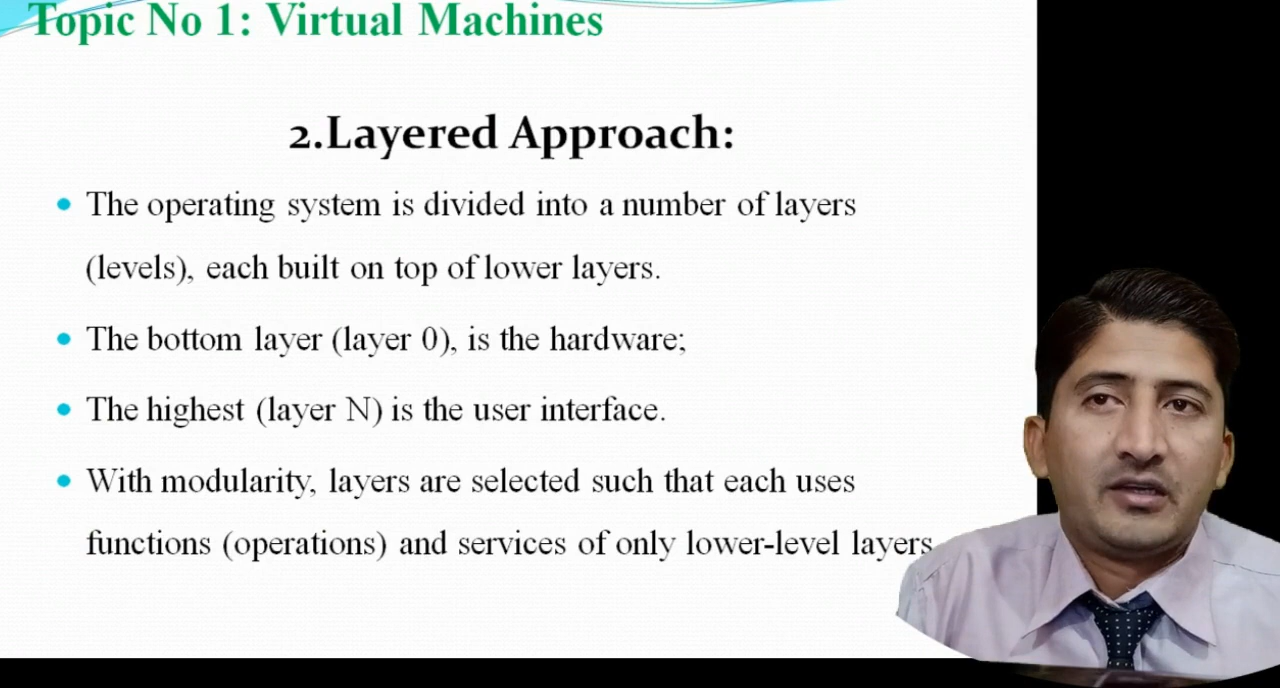 Topic No 1: Virtual Machines
2.Layered Approach:
• The operating system is divided into a number of layers
(levels), each built on top of lower layers.
• The bottom layer (layer 0), is the hardware;
• The highest (layer N) is the user interface.
• With modularity, layers are selected such that each uses
functions (operations) and services of only lower-level layers